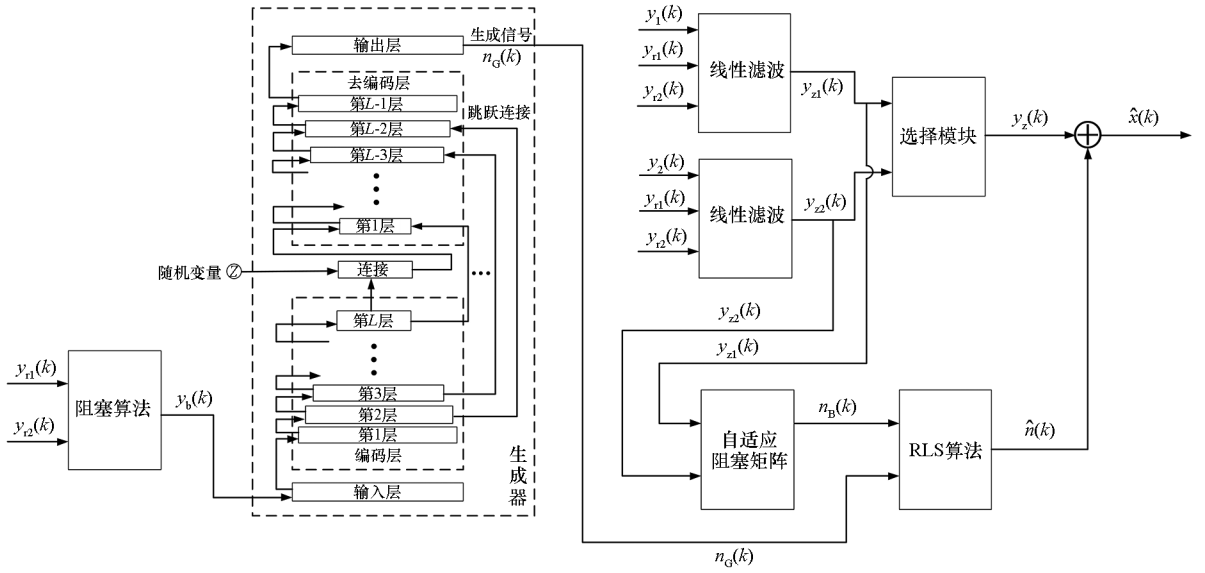 y_r1(k)
y_r2(k)
阻塞算法
y_b(k)
随机变量 Ⓩ
生成器
输出层
生成信号
n_G(k)
去编码层
第L-1层
跳跃连接
第L-2层
第L-3层
第1层
连接
...
第L层
第3层
第2层
第1层
编码层
输入层
y_1(k)
y_r1(k)
y_r2(k)
线性滤波
y_z1(k)
y_2(k)
y_r1(k)
y_r2(k)
线性滤波
y_z2(k)
选择模块
y_z(k)
x̂(k)
y_z2(k)
y_z1(k)
自适应
阻塞矩阵
n_B(k)
RLS算法
n̂(k)
n_G(k)